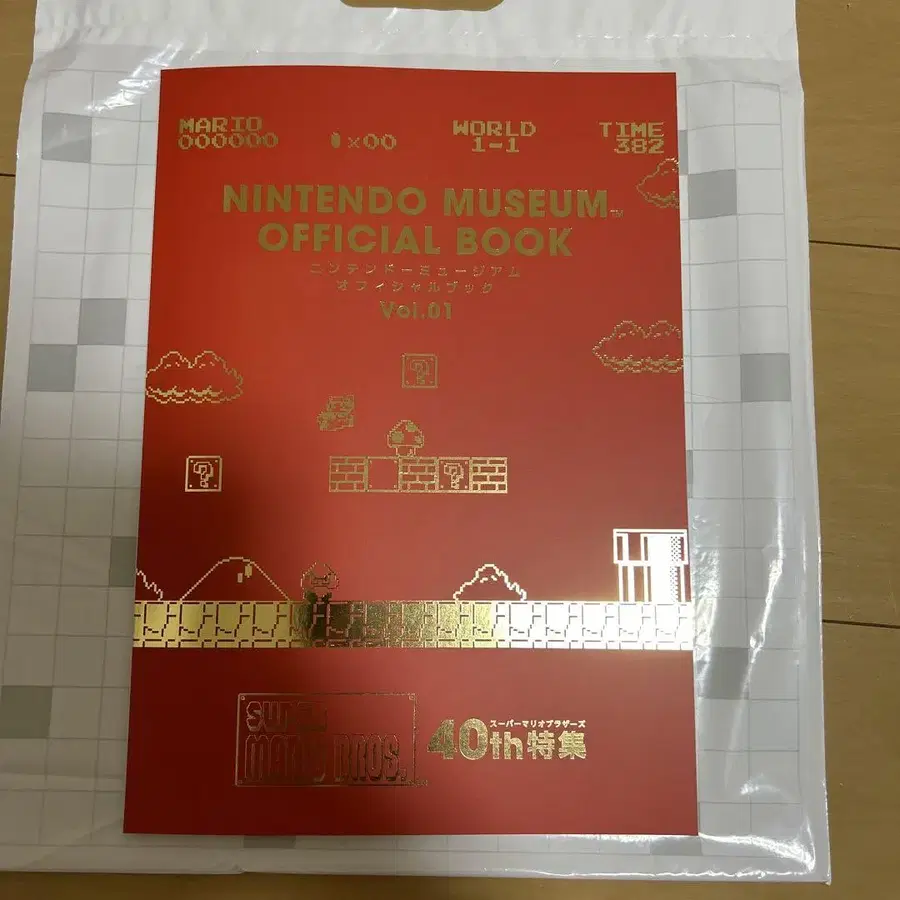 MARIO WORLD TIME
000000 ×00 1-1 382
NINTENDO MUSEUM™
OFFICIAL BOOK
ニンテンドーミュージアム
オフィシャルブック
Vol.01
?
?
?
SUPER
MARIO BROS.
スーパーマリオブラザーズ
40th特集